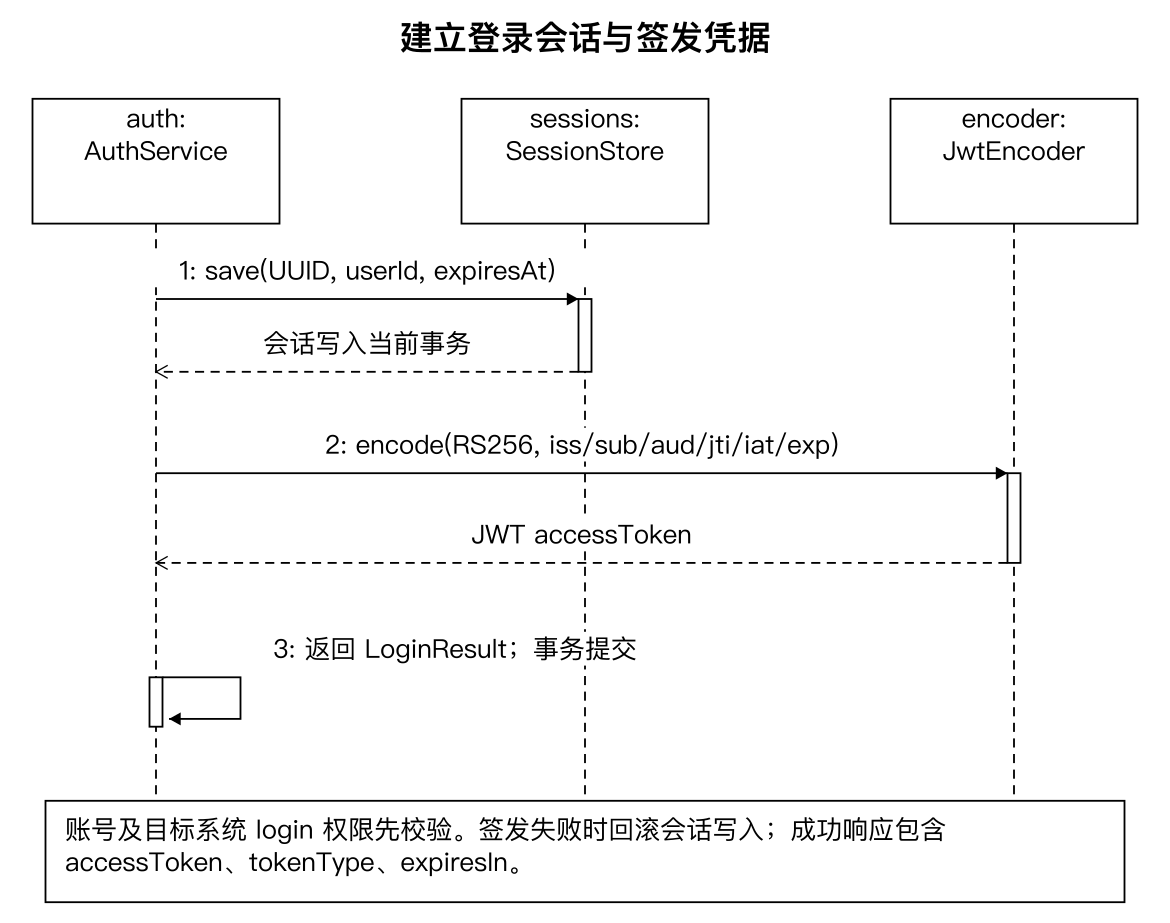 建立登录会话与签发凭据
auth:
AuthService
sessions:
SessionStore
encoder:
JwtEncoder
1: save(UUID, userId, expiresAt)
会话写入当前事务
2: encode(RS256, iss/sub/aud/jti/iat/exp)
JWT accessToken
3: 返回 LoginResult；事务提交
账号及目标系统 login 权限先校验。签发失败时回滚会话写入；成功响应包含
accessToken、tokenType、expiresIn。